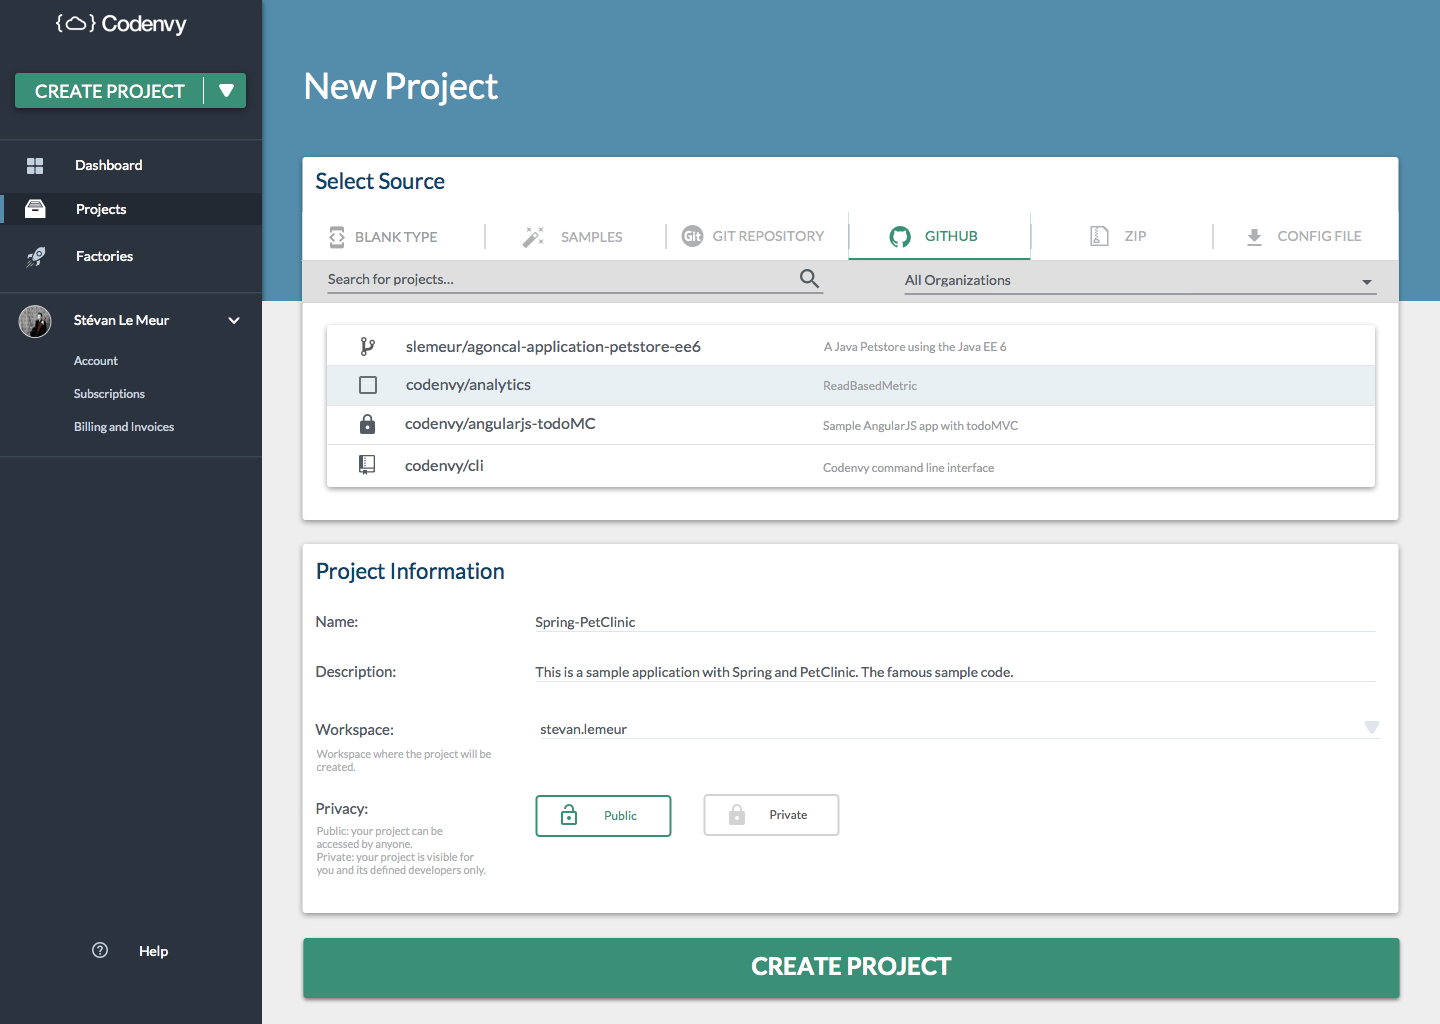 { } Codenvy
CREATE PROJECT
Dashboard
Projects
Factories
Stévan Le Meur
Account
Subscriptions
Billing and Invoices
Help
New Project
Select Source
BLANK TYPE
SAMPLES
Git GIT REPOSITORY
GITHUB
ZIP
CONFIG FILE
Search for projects...
All Organizations
slemeur/agoncal-application-petstore-ee6 A Java Petstore using the Java EE 6
codenvy/analytics ReadBasedMetric
codenvy/angularjs-todoMC Sample AngularJS app with todoMVC
codenvy/cli Codenvy command line interface
Project Information
Name: Spring-PetClinic
Description: This is a sample application with Spring and PetClinic. The famous sample code.
Workspace: stevan.lemeur
Workspace where the project will be
created.
Privacy:
Public: your project can be
accessed by anyone.
Private: your project is visible for
you and its defined developers only.
Public
Private
CREATE PROJECT